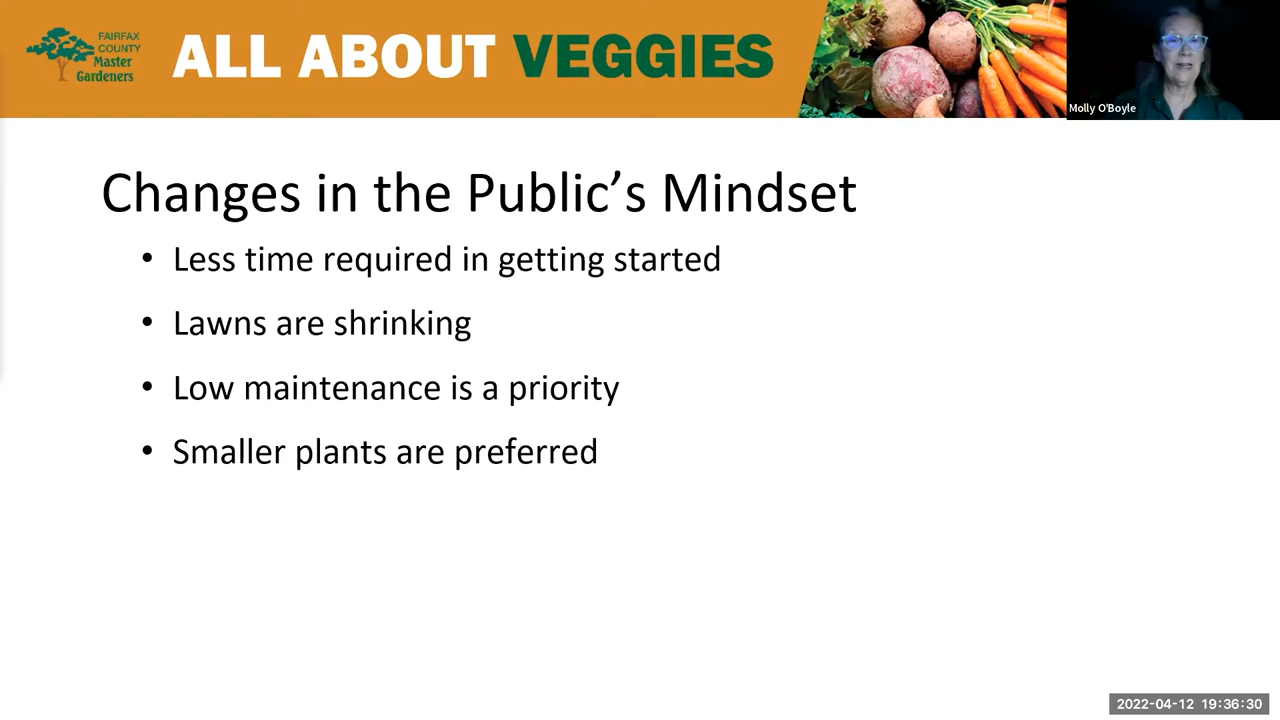 FAIRFAX
COUNTY
Master
Gardeners
ALL ABOUT VEGGIES
Molly O'Boyle
Changes in the Public’s Mindset
• Less time required in getting started
• Lawns are shrinking
• Low maintenance is a priority
• Smaller plants are preferred
2022-04-12 19:36:30